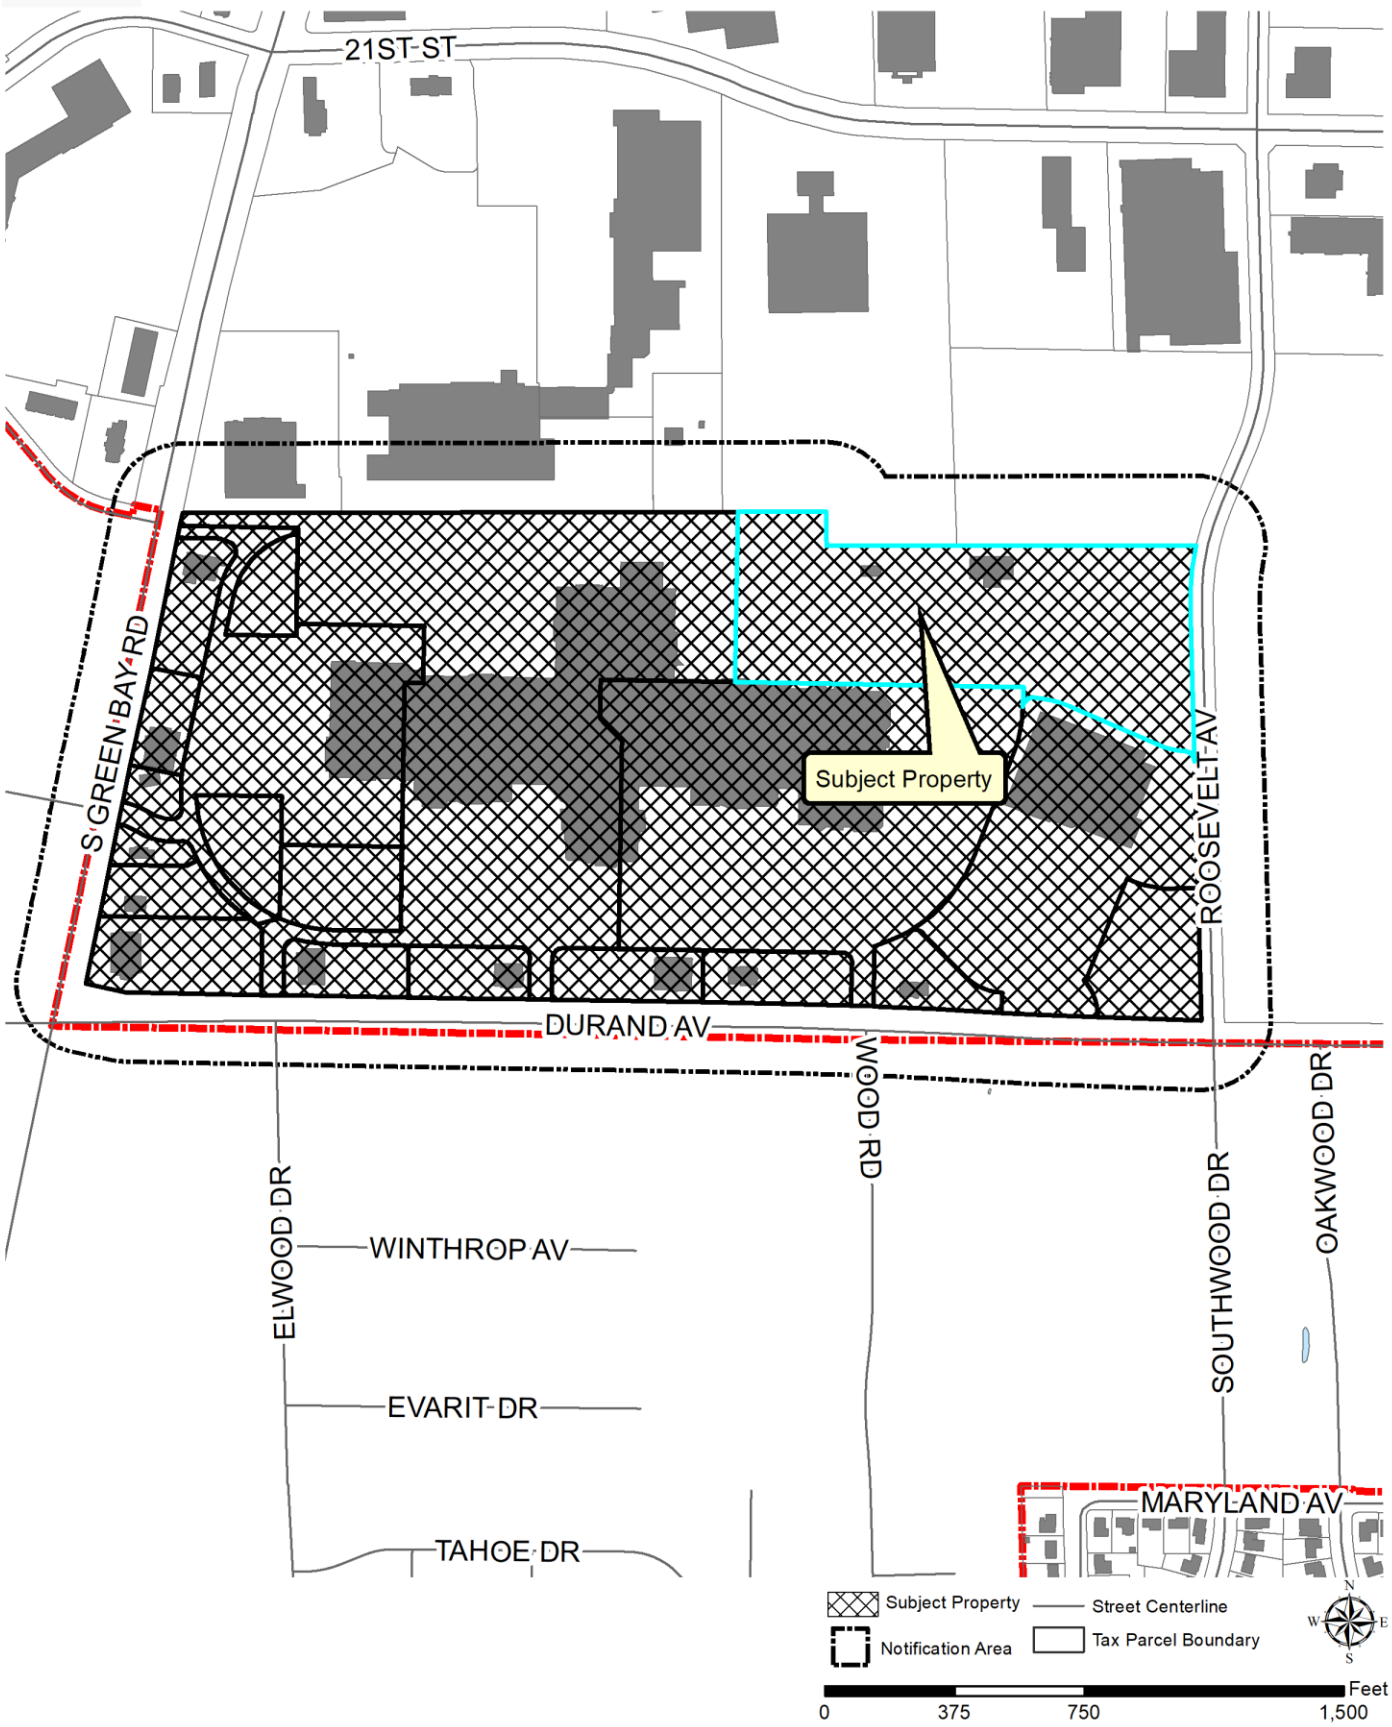 21ST ST
S GREEN BAY RD
Subject Property
ROOSEVELT AV
DURAND AV
WOOD RD
OAKWOOD DR
ELWOOD DR
SOUTHWOOD DR
WINTHROP AV
EVARIT DR
MARYLAND AV
TAHOE DR
Subject Property
Street Centerline
Notification Area
Tax Parcel Boundary
N
W E
S
Feet
0 375 750 1,500